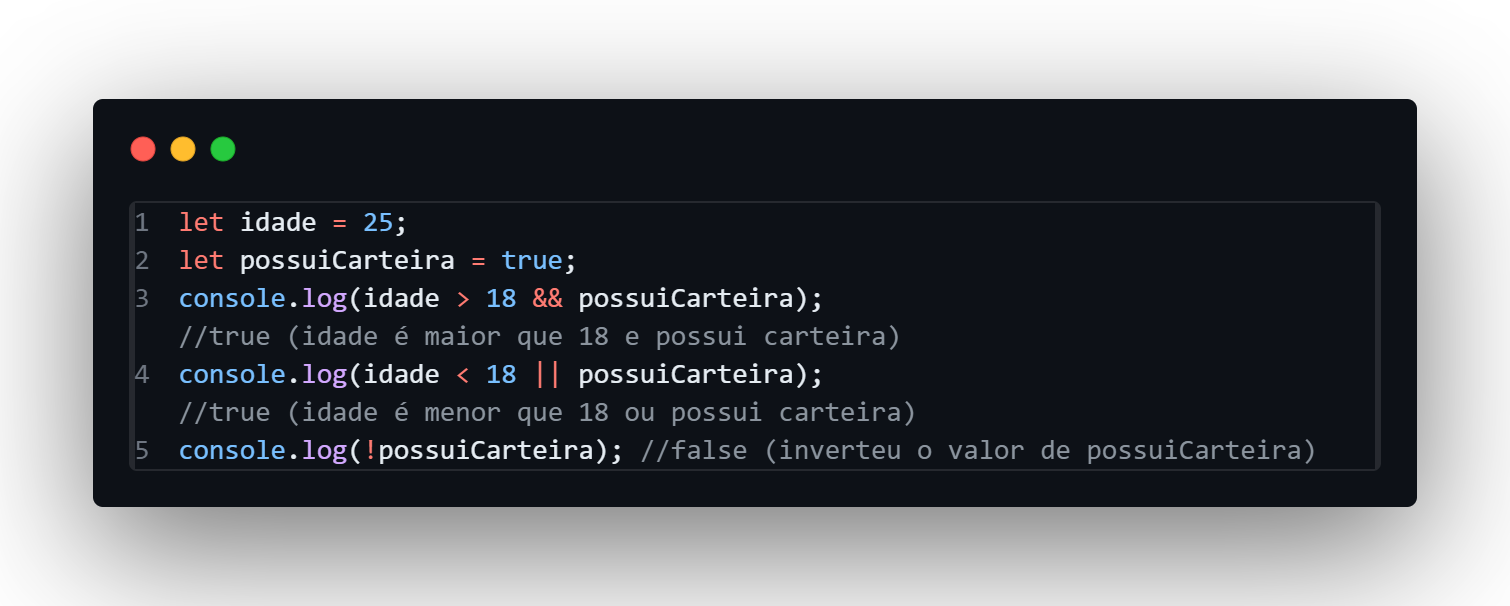 1 let idade = 25;
2 let possuiCarteira = true;
3 console.log(idade > 18 && possuiCarteira);
//true (idade é maior que 18 e possui carteira)
4 console.log(idade < 18 || possuiCarteira);
//true (idade é menor que 18 ou possui carteira)
5 console.log(!possuiCarteira); //false (inverteu o valor de possuiCarteira)